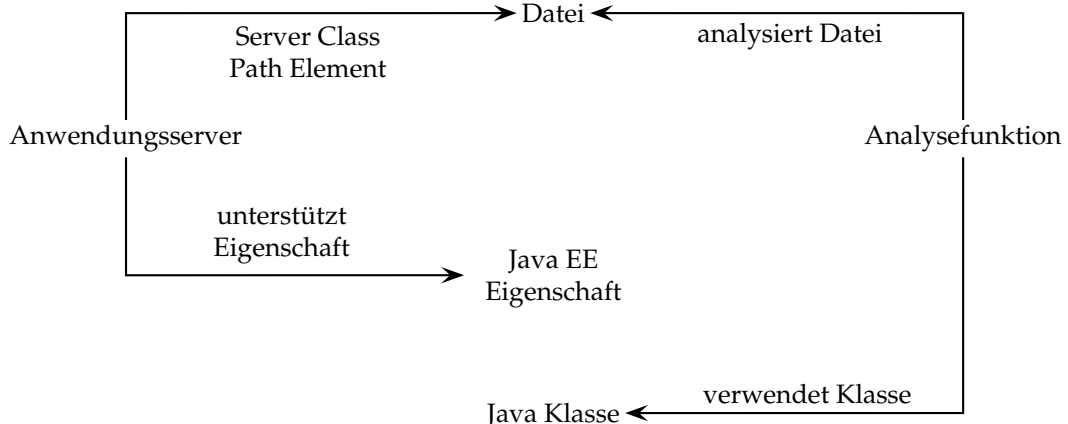 Datei
Server Class
Path Element
analysiert Datei
Anwendungsserver
Analysefunktion
unterstützt
Eigenschaft
Java EE
Eigenschaft
verwendet Klasse
Java Klasse